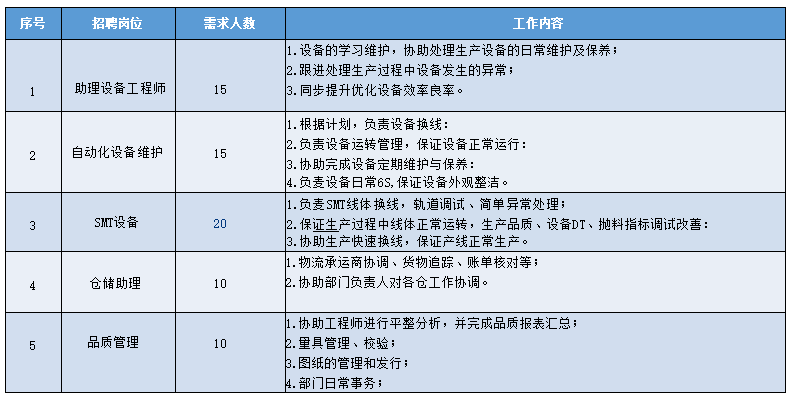 序号 招聘岗位 需求人数 工作内容
1 助理设备工程师 15
1.设备的学习维护，协助处理生产设备的日常维护及保养；
2.跟进处理生产过程中设备发生的异常；
3.同步提升优化设备效率良率。
2 自动化设备维护 15
1.根据计划，负责设备换线：
2.负责设备运转管理，保证设备正常运行：
3.协助完成设备定期维护与保养：
4.负责设备日常6S,保证设备外观整洁。
3 SMT设备 20
1.负责SMT线体换线，轨道调试、简单异常处理；
2.保证生产过程中线体正常运转，生产品质、设备DT、抛料指标调试改善：
3.协助生产快速换线，保证产线正常生产。
4 仓储助理 10
1.物流承运商协调、货物追踪、账单核对等；
2.协助部门负责人对各仓工作协调。
5 品质管理 10
1.协助工程师进行平整分析，并完成品质报表汇总；
2.量具管理、校验；
3.图纸的管理和发行；
4.部门日常事务；